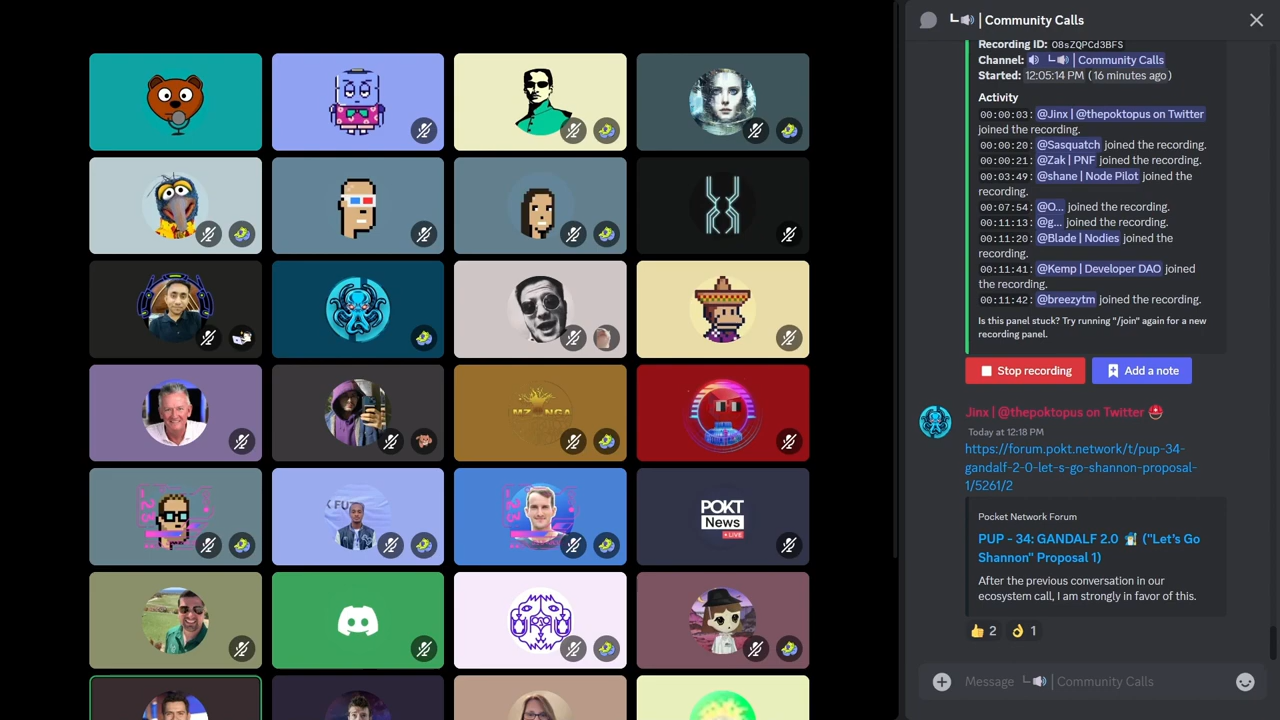 ┗🔊 | Community Calls
Recording ID: O8sZQPCd3BFS
Channel: ┗🔊 | Community Calls
Started: 12:05:14 PM (16 minutes ago)
Activity
00:00:03: @Jinx | @thepoktopus on Twitter
joined the recording.
00:00:20: @Sasquatch joined the recording.
00:00:21: @Zak | PNF joined the recording.
00:03:49: @shane | Node Pilot joined the
recording.
00:07:54: @O... joined the recording.
00:11:13: @g... joined the recording.
00:11:20: @Blade | Nodies joined the
recording.
00:11:41: @Kemp | Developer DAO joined
the recording.
00:11:42: @breezytm joined the recording.
Is this panel stuck? Try running "/join" again for a new
recording panel.
Stop recording
Add a note
Jinx | @thepoktopus on Twitter
Today at 12:18 PM
https://forum.pokt.network/t/pup-34-
gandalf-2-0-let-s-go-shannon-proposal-
1/5261/2
Pocket Network Forum
PUP - 34: GANDALF 2.0 🧙 ("Let's Go
Shannon" Proposal 1)
After the previous conversation in our
ecosystem call, I am strongly in favor of this.
👍 2 👌 1
Message ┗🔊 | Community Calls
MZONGA
POKT
News
LIVE